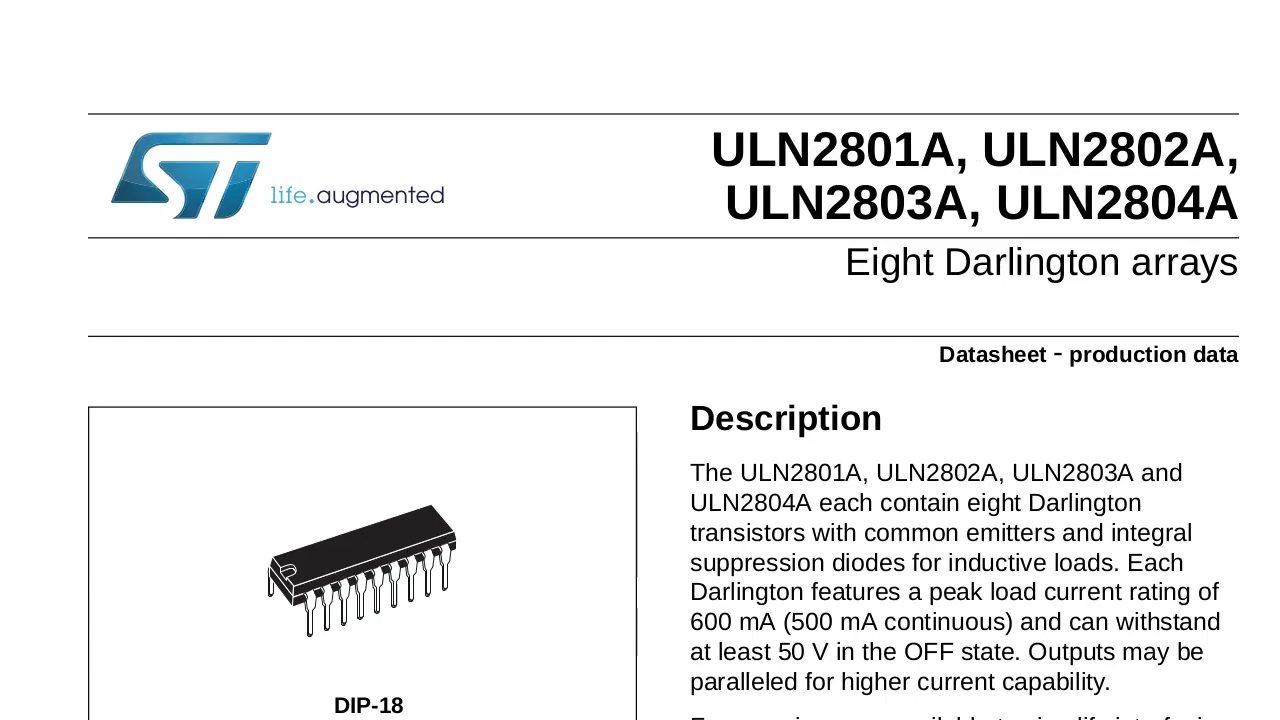 ST
life.augmented
ULN2801A, ULN2802A,
ULN2803A, ULN2804A
Eight Darlington arrays
Datasheet - production data
DIP-18
Description
The ULN2801A, ULN2802A, ULN2803A and
ULN2804A each contain eight Darlington
transistors with common emitters and integral
suppression diodes for inductive loads. Each
Darlington features a peak load current rating of
600 mA (500 mA continuous) and can withstand
at least 50 V in the OFF state. Outputs may be
paralleled for higher current capability.